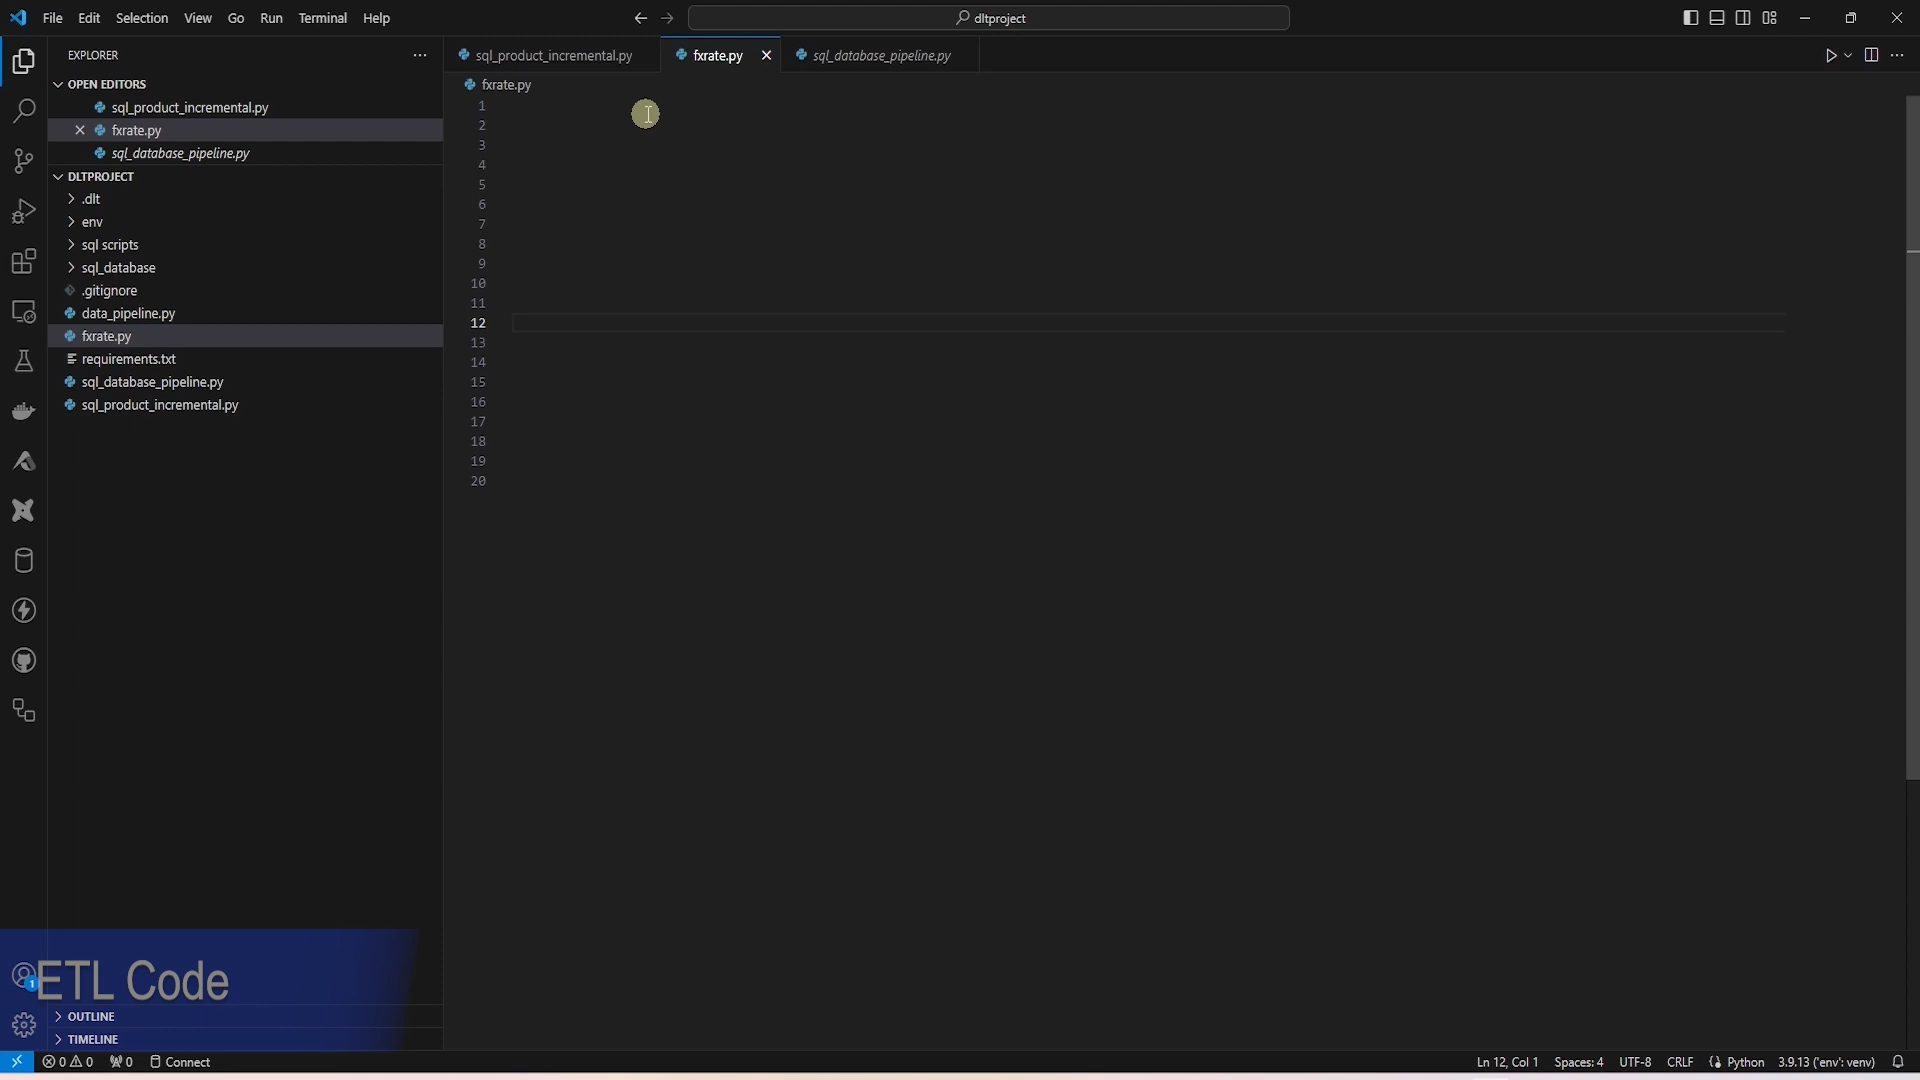 File Edit Selection View Go Run Terminal Help
dltproject
EXPLORER
OPEN EDITORS
sql_product_incremental.py
fxrate.py
sql_database_pipeline.py
DLTPROJECT
.dlt
env
sql scripts
sql_database
.gitignore
data_pipeline.py
fxrate.py
requirements.txt
sql_database_pipeline.py
sql_product_incremental.py
sql_product_incremental.py fxrate.py sql_database_pipeline.py
fxrate.py
1
2
3
4
5
6
7
8
9
10
11
12
13
14
15
16
17
18
19
20
1
ETL Code
OUTLINE
TIMELINE
0 0 0 Connect
Ln 12, Col 1 Spaces: 4 UTF-8 CRLF Python 3.9.13 ('env': venv)